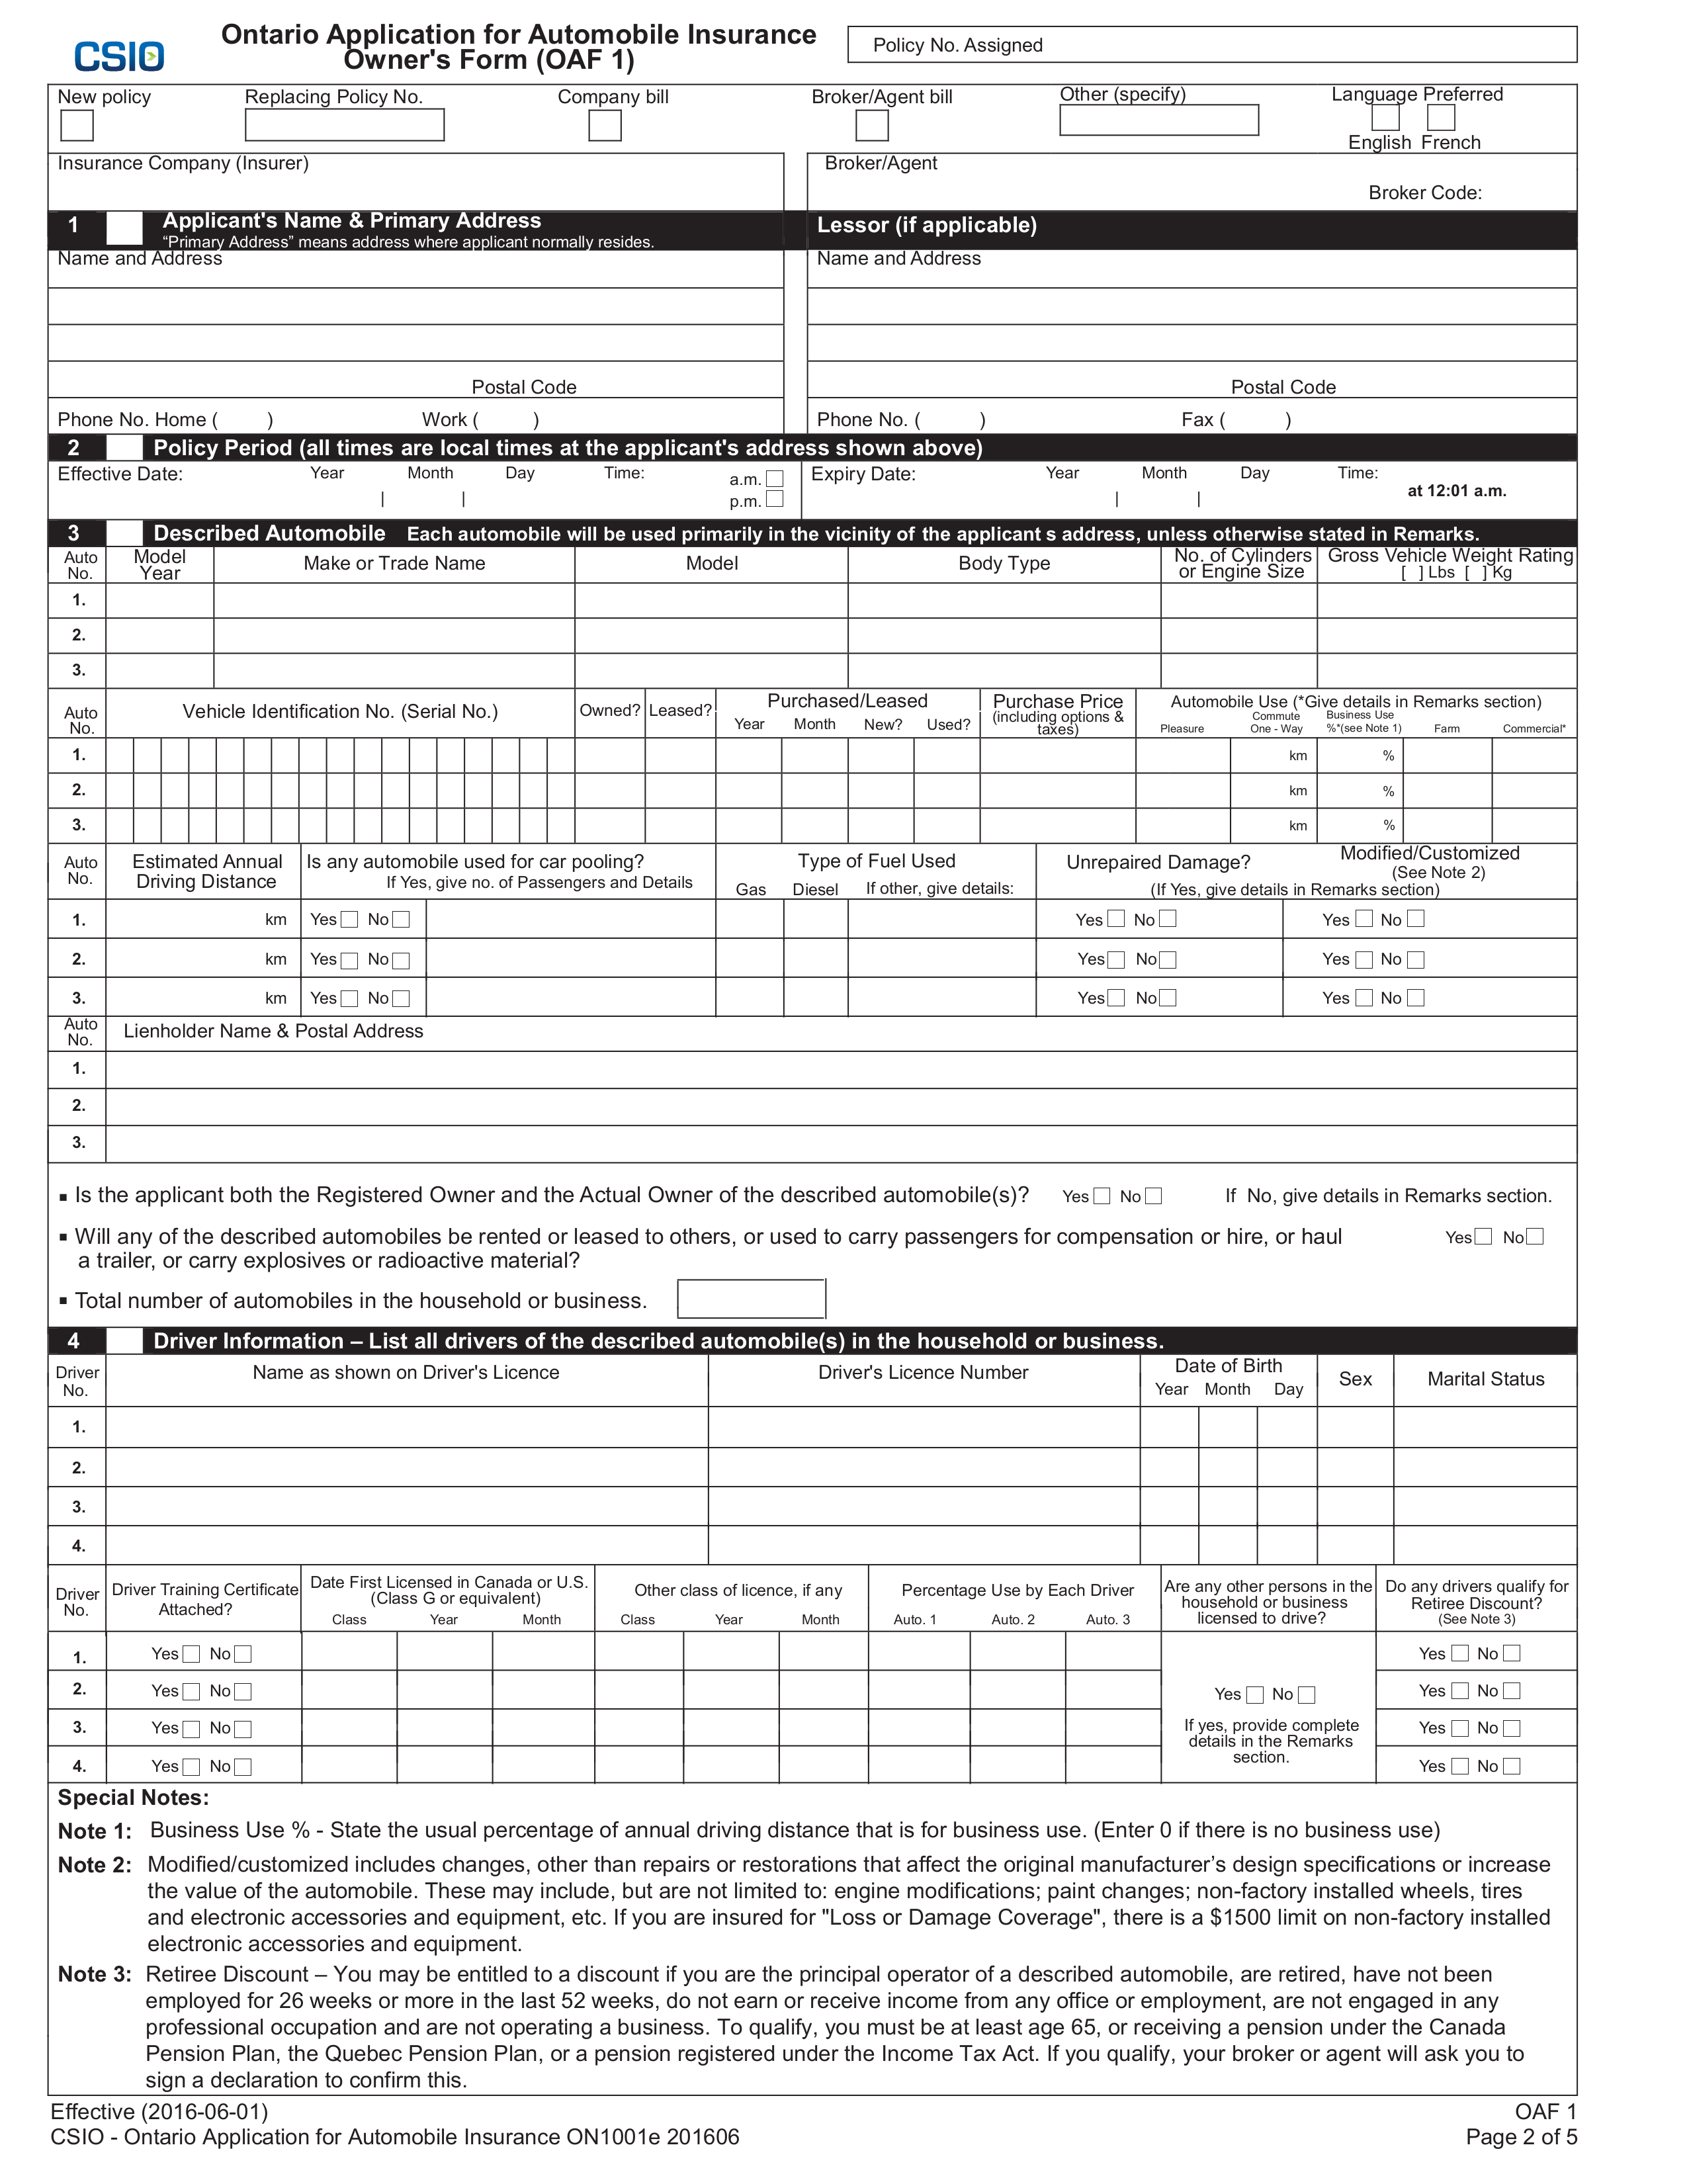 CSIO
Ontario Application for Automobile Insurance
Owner's Form (OAF 1)
Policy No. Assigned
New policy
Replacing Policy No.
Company bill
Broker/Agent bill
Other (specify)
Language Preferred
English French
Insurance Company (Insurer)
Broker/Agent
Broker Code:
1 Applicant's Name & Primary Address
“Primary Address” means address where applicant normally resides.
Lessor (if applicable)
Name and Address
Name and Address
Postal Code
Postal Code
Phone No. Home ( ) Work ( )
Phone No. ( ) Fax ( )
2 Policy Period (all times are local times at the applicant's address shown above)
Effective Date: Year Month Day Time: a.m.
p.m.
Expiry Date: Year Month Day Time:
at 12:01 a.m.
3 Described Automobile Each automobile will be used primarily in the vicinity of the applicant s address, unless otherwise stated in Remarks.
Auto No.
Model Year
Make or Trade Name
Model
Body Type
No. of Cylinders or Engine Size
Gross Vehicle Weight Rating
[ ] Lbs [ ] Kg
1.
2.
3.
Auto No.
Vehicle Identification No. (Serial No.)
Owned?
Leased?
Purchased/Leased
Year Month New? Used?
Purchase Price
(including options & taxes)
Automobile Use (*Give details in Remarks section)
Pleasure
Commute One - Way
Business Use %*(see Note 1)
Farm
Commercial*
1. km %
2. km %
3. km %
Auto No.
Estimated Annual Driving Distance
Is any automobile used for car pooling?
If Yes, give no. of Passengers and Details
Type of Fuel Used
Gas Diesel If other, give details:
Unrepaired Damage?
Modified/Customized
(See Note 2)
(If Yes, give details in Remarks section)
1. km Yes No Yes No Yes No
2. km Yes No Yes No Yes No
3. km Yes No Yes No Yes No
Auto No.
Lienholder Name & Postal Address
1.
2.
3.
▪ Is the applicant both the Registered Owner and the Actual Owner of the described automobile(s)? Yes No If No, give details in Remarks section.
▪ Will any of the described automobiles be rented or leased to others, or used to carry passengers for compensation or hire, or haul Yes No
a trailer, or carry explosives or radioactive material?
▪ Total number of automobiles in the household or business.
4 Driver Information – List all drivers of the described automobile(s) in the household or business.
Driver No.
Name as shown on Driver's Licence
Driver's Licence Number
Date of Birth
Year Month Day
Sex
Marital Status
1.
2.
3.
4.
Driver No.
Driver Training Certificate Attached?
Date First Licensed in Canada or U.S.
(Class G or equivalent)
Class Year Month
Other class of licence, if any
Class Year Month
Percentage Use by Each Driver
Auto. 1 Auto. 2 Auto. 3
Are any other persons in the household or business licensed to drive?
Do any drivers qualify for Retiree Discount?
(See Note 3)
1. Yes No Yes No
2. Yes No Yes No
3. Yes No Yes No
4. Yes No Yes No
Yes No
If yes, provide complete
details in the Remarks
section.
Special Notes:
Note 1: Business Use % - State the usual percentage of annual driving distance that is for business use. (Enter 0 if there is no business use)
Note 2: Modified/customized includes changes, other than repairs or restorations that affect the original manufacturer’s design specifications or increase
the value of the automobile. These may include, but are not limited to: engine modifications; paint changes; non-factory installed wheels, tires
and electronic accessories and equipment, etc. If you are insured for "Loss or Damage Coverage", there is a $1500 limit on non-factory installed
electronic accessories and equipment.
Note 3: Retiree Discount – You may be entitled to a discount if you are the principal operator of a described automobile, are retired, have not been
employed for 26 weeks or more in the last 52 weeks, do not earn or receive income from any office or employment, are not engaged in any
professional occupation and are not operating a business. To qualify, you must be at least age 65, or receiving a pension under the Canada
Pension Plan, the Quebec Pension Plan, or a pension registered under the Income Tax Act. If you qualify, your broker or agent will ask you to
sign a declaration to confirm this.
Effective (2016-06-01)
OAF 1
CSIO - Ontario Application for Automobile Insurance ON1001e 201606
Page 2 of 5